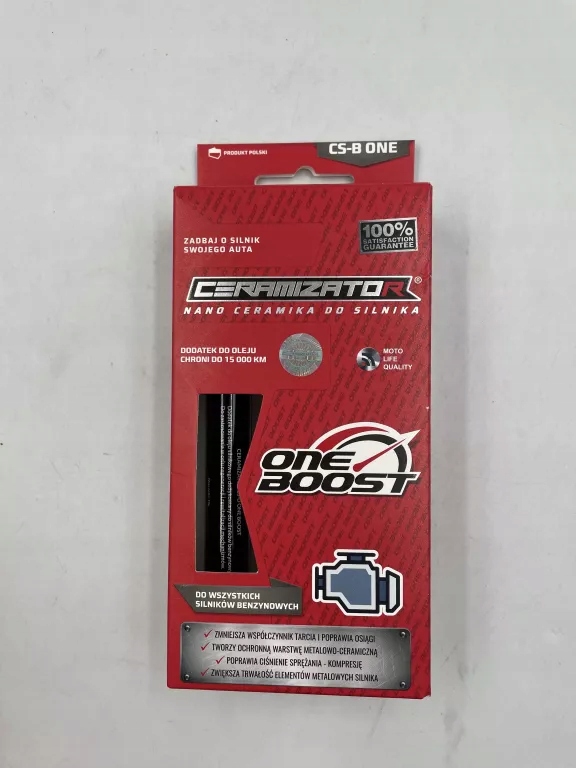 PRODUKT POLSKI
CS-B ONE
ZADBAJ O SILNIK
SWOJEGO AUTA
100%
SATISFACTION
GUARANTEE
CERAMIZATOR®
NANO CERAMIKA DO SILNIKA
DODATEK DO OLEJU
CHRONI DO 15 000 KM
MOTO
LIFE
QUALITY
ONE
BOOST
DO WSZYSTKICH
SILNIKÓW BENZYNOWYCH
ZMNIEJSZA WSPÓŁCZYNNIK TARCIA I POPRAWIA OSIĄGI
TWORZY OCHRONNĄ WARSTWĘ METALOWO-CERAMICZNĄ
POPRAWIA CIŚNIENIE SPRĘŻANIA - KOMPRESJĘ
ZWIĘKSZA TRWAŁOŚĆ ELEMENTÓW METALOWYCH SILNIKA